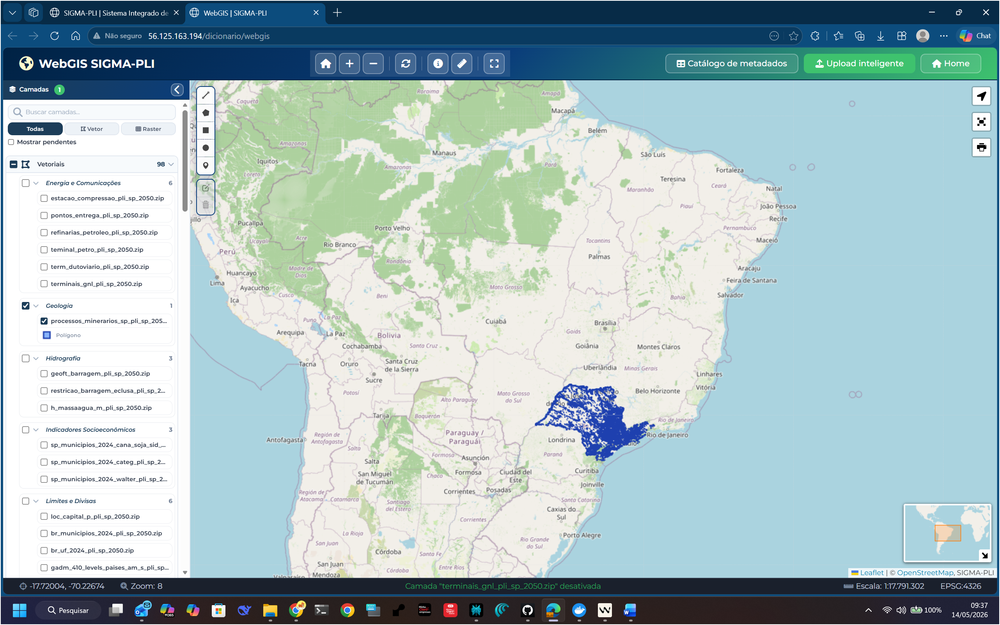 SIGMA-PLI | Sistema Integrado de
WebGIS | SIGMA-PLI
Não seguro 56.125.163.194/dicionario/webgis
Chat
WebGIS SIGMA-PLI
Catálogo de metadados
Upload inteligente
Home
Camadas 1
Buscar camadas...
Todas
Vetor
Raster
Mostrar pendentes
Vetoriais 98
Energia e Comunicações 6
estacao_compressao_pli_sp_2050.zip
pontos_entrega_pli_sp_2050.zip
refinarias_petroleo_pli_sp_2050.zip
teminal_petro_pli_sp_2050.zip
term_dutoviario_pli_sp_2050.zip
terminais_gnl_pli_sp_2050.zip
Geologia 1
processos_minerarios_sp_pli_sp_205...
Polígono
Hidrografia 3
geoft_barragem_pli_sp_2050.zip
restricao_barragem_eclusa_pli_sp_2...
h_massaagua_m_pli_sp_2050.zip
Indicadores Socioeconômicos 3
sp_municipios_2024_cana_soja_sid_...
sp_municipios_2024_categ_pli_sp_2...
sp_municipios_2024_walter_pli_sp_2...
Limites e Divisas 6
loc_capital_p_pli_sp_2050.zip
br_municipios_2024_pli_sp_2050.zip
br_uf_2024_pli_sp_2050.zip
gadm_410_levels_paises_am_s_pli_sp...
Roraima
Amapá
Caquetá
Macapá
Belém
Amazonas
Manaus
São Luís
Iquitos
Amazonas
Pará
Fortaleza
Loreto
Teresina
Ceará
Maranhão
Natal
Piauí
João Pessoa
jillo
Recife
Pucallpa
Porto Velho
Pernambuco
Acre
Ucayali
Rio Branco
Tocantins
Maceió
Perú
Palmas
Rondônia
Madre de
Dios
Aracaju
Huancayo
Lima
Ayacucho
Mato Grosso
Feira de Santana
Cusco
Beni
Bahia
Salvador
Ica
Puno
La Paz
Cuiabá
Brasília
Arequipa
La Paz
Bolivia
Goiás
Cochabamba
Santa Cruz
Goiânia
Montes Claros
Tacna
Oruro
Santa Cruz
de la Sierra
Uberlândia
Minas Gerais
Linhares
Sucre
Vitória
Potosí
Mato Grosso
do Sul
Belo Horizonte
Alto Paraguay
Tarija
Boquerón
Rio de Janeiro
Antofagasta
Región de
Antofagasta
Paraguay /
Paraguái
Londrina
Rio de Janeiro
Salta
Formosa
Asunción
Paraná
Salta
Formosa
Ciudad del
Este
Curitiba
San Miguel
de Tucumán
Chaco
Joinville
Región de
Atacama
Catamarca
Corrientes
Posadas
Santiago
del Estero
Santa Catarina
Caxias do
Sul
Corrientes
La Rioja
Porto Alegre
San Juan
Rio Grande
do Sul
Córdoba
Santa Fe
San Juan
Entre Ríos
Córdoba
Valparaíso
Mendoza
Leaflet | © OpenStreetMap, SIGMA-PLI
-17.72004, -70.22674
Zoom: 8
Camada "terminais_gnl_pli_sp_2050.zip" desativada
Escala: 1:17.791.302
EPSG:4326
Pesquisar
M365
100%
09:37
14/05/2026